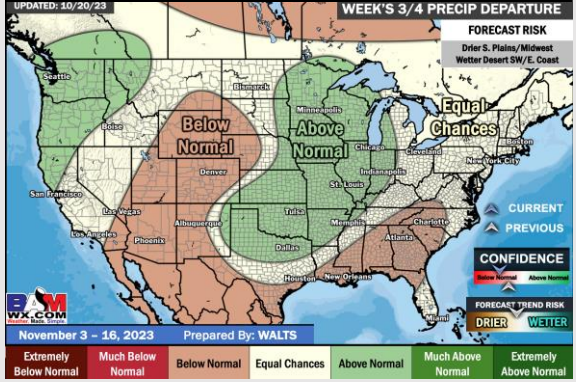 UPDATED: 10/20/23
WEEK'S 3/4 PRECIP DEPARTURE
FORECAST RISK
Drier S. Plains/Midwest
Wetter Desert SW/E. Coast
Seattle
Bismarck
Minneapolis
Equal
Chances
Boise
Below
Normal
Above
Normal
Boston
Chicago
Cleveland
New York City
Denver
Indianapolis
San Francisco
St. Louis
Las Vegas
CURRENT
Tulsa
Memphis
Charlotte
Albuquerque
PREVIOUS
Los Angeles
Phoenix
Atlanta
Dallas
CONFIDENCE
Below Normal
Above Normal
Houston
New Orleans
BAM
WX.COM
Weather. Made. Simple.
FORECAST TREND RISK
DRIER
WETTER
Miami
November 3 – 16, 2023
Prepared By: WALTS
Extremely
Below Normal
Much Below
Normal
Below Normal
Equal Chances
Above Normal
Much Above
Normal
Extremely
Above Normal